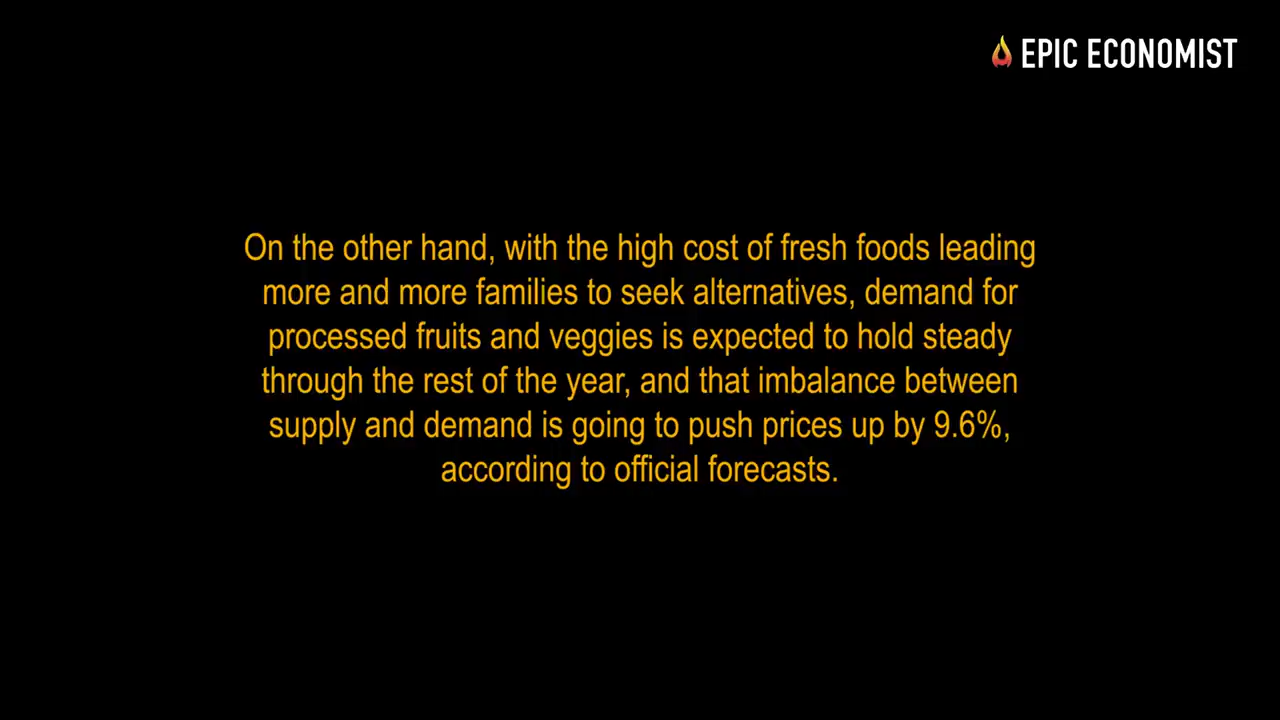 EPIC ECONOMIST
On the other hand, with the high cost of fresh foods leading
more and more families to seek alternatives, demand for
processed fruits and veggies is expected to hold steady
through the rest of the year, and that imbalance between
supply and demand is going to push prices up by 9.6%,
according to official forecasts.